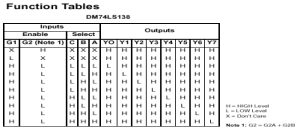 Function Tables
DM74LS138
Inputs Outputs
Enable Select
G1 G2 (Note 1) C B A YO Y1 Y2 Y3 Y4 Y5 Y6 Y7
X H X X X H H H H H H H H
L X X X X H H H H H H H H
H L L L L L H H H H H H H
H L L L H H L H H H H H H
H L L H L H H L H H H H H
H L L H H H H H L H H H H
H L H L L H H H H L H H H
H L H L H H H H H H L H H
H L H H L H H H H H H L H
H L H H H H H H H H H H L
H = HIGH Level
L = LOW Level
X = Don't Care
Note 1: G2 = G2A + G2B